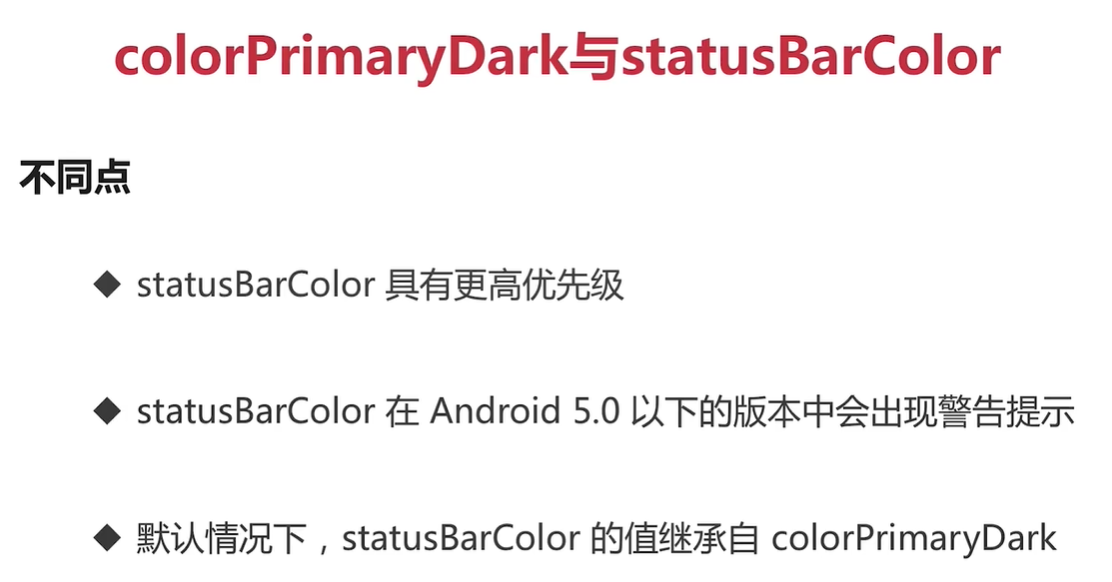 colorPrimaryDark与statusBarColor
不同点
◆ statusBarColor 具有更高优先级
◆ statusBarColor 在 Android 5.0 以下的版本中会出现警告提示
◆ 默认情况下，statusBarColor 的值继承自 colorPrimaryDark